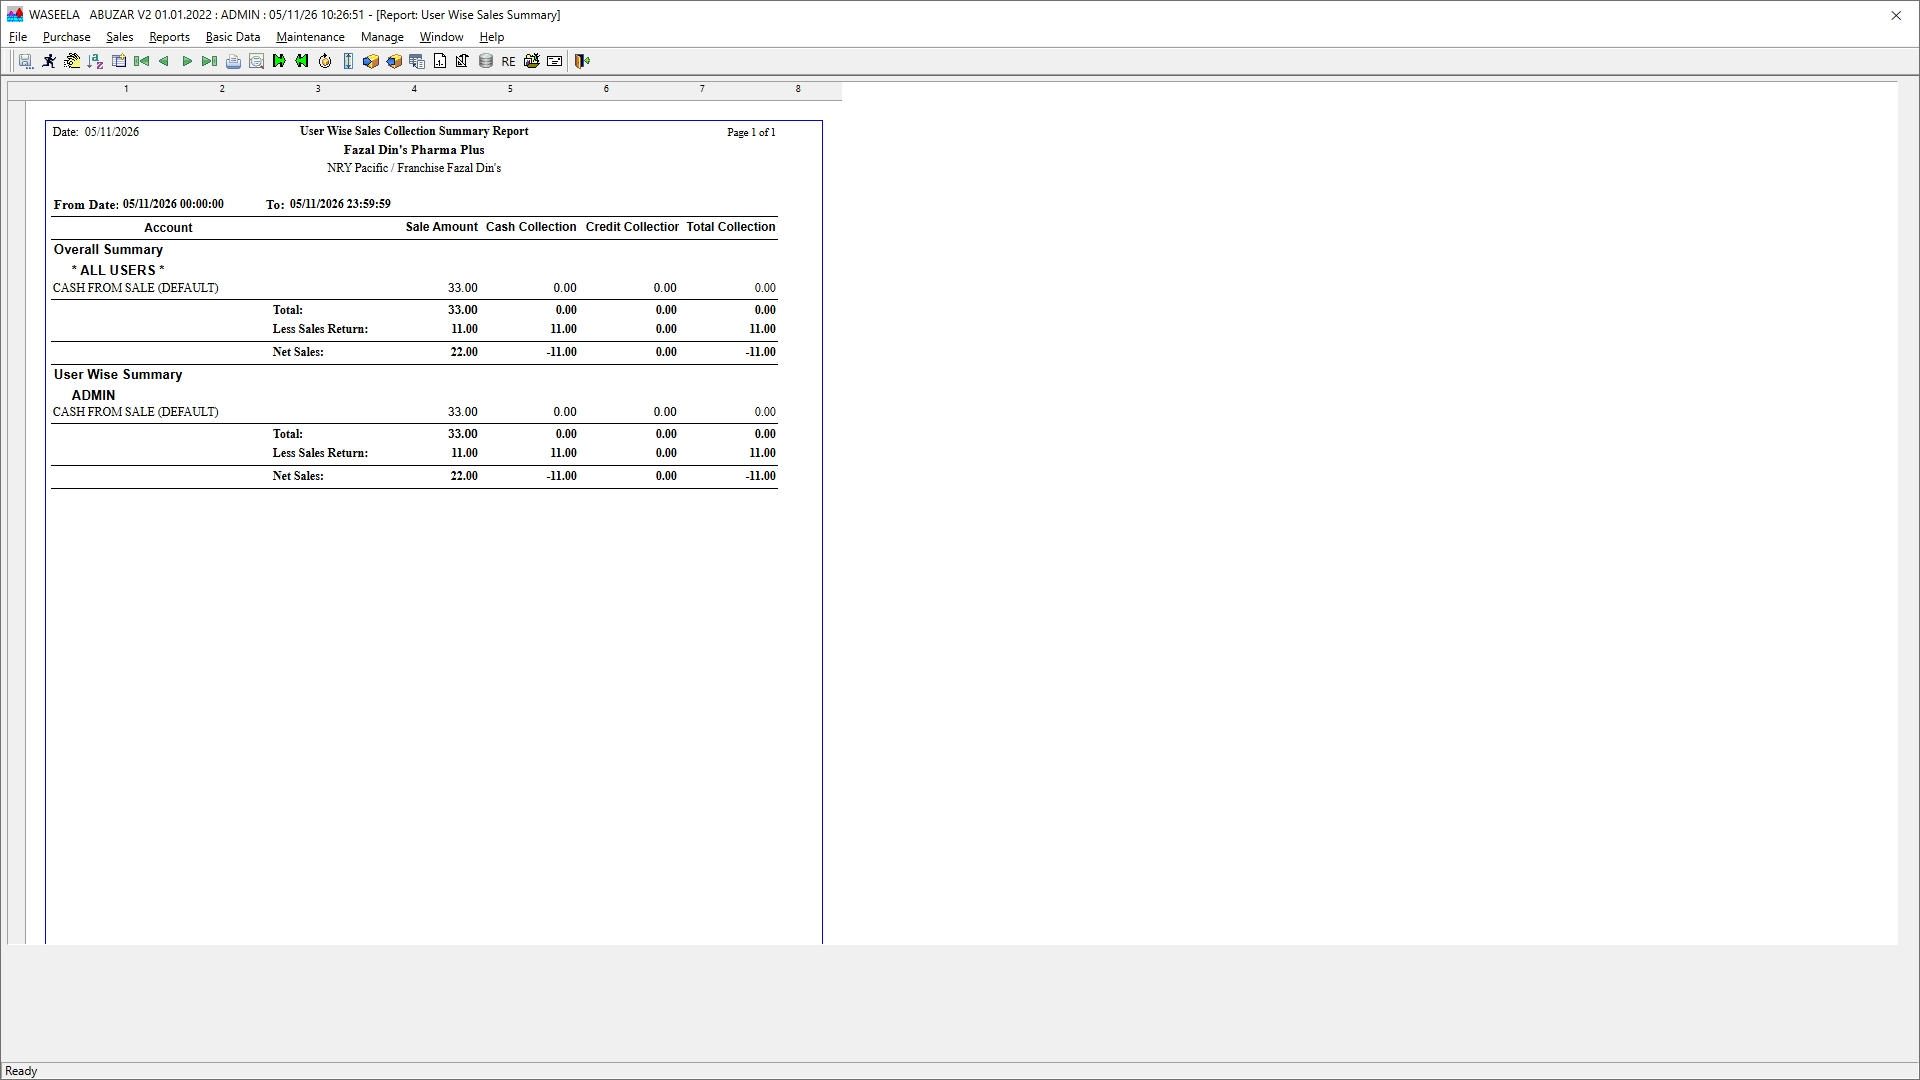 WASEELA   ABUZAR V2 01.01.2022 : ADMIN : 05/11/26 10:26:51 - [Report: User Wise Sales Summary]
File Purchase Sales Reports Basic Data Maintenance Manage Window Help
RE
1 2 3 4 5 6 7 8
Date: 05/11/2026 User Wise Sales Collection Summary Report Page 1 of 1
Fazal Din's Pharma Plus
NRY Pacific / Franchise Fazal Din's
From Date: 05/11/2026 00:00:00 To: 05/11/2026 23:59:59
Account Sale Amount Cash Collection Credit Collectior Total Collection
Overall Summary
* ALL USERS *
CASH FROM SALE (DEFAULT) 33.00 0.00 0.00 0.00
Total: 33.00 0.00 0.00 0.00
Less Sales Return: 11.00 11.00 0.00 11.00
Net Sales: 22.00 -11.00 0.00 -11.00
User Wise Summary
ADMIN
CASH FROM SALE (DEFAULT) 33.00 0.00 0.00 0.00
Total: 33.00 0.00 0.00 0.00
Less Sales Return: 11.00 11.00 0.00 11.00
Net Sales: 22.00 -11.00 0.00 -11.00
Ready